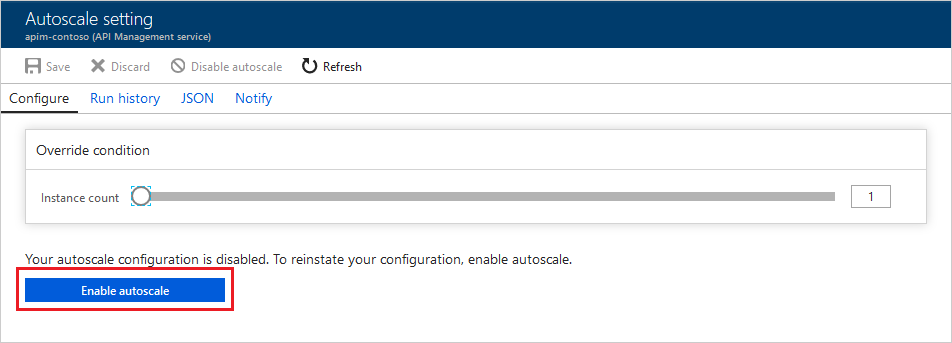 Autoscale setting
apim-contoso (API Management service)
Save Discard Disable autoscale Refresh
Configure Run history JSON Notify
Override condition
Instance count 1
Your autoscale configuration is disabled. To reinstate your configuration, enable autoscale.
Enable autoscale